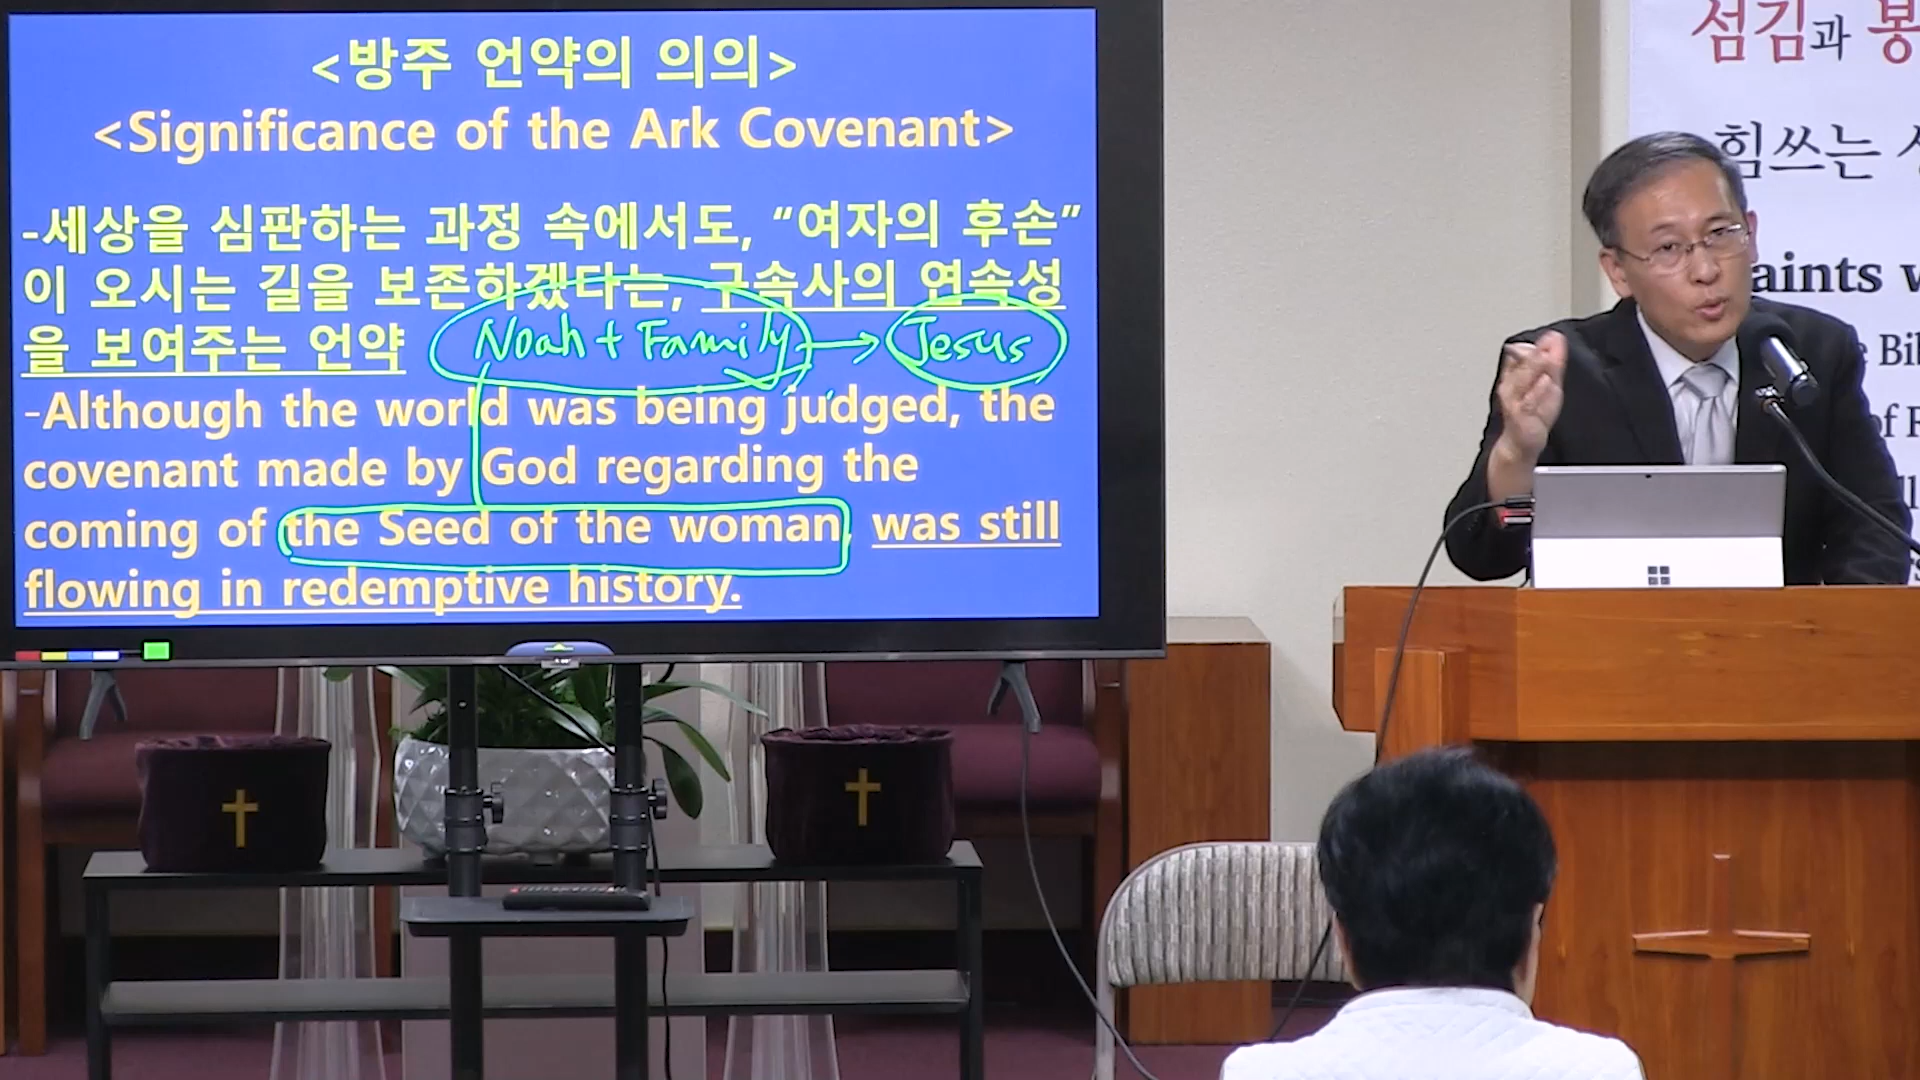 <방주 언약의 의의>
<Significance of the Ark Covenant>
-세상을 심판하는 과정 속에서도, “여자의 후손”
이 오시는 길을 보존하겠다는, 구속사의 연속성
을 보여주는 언약
Noah + Family → Jesus
-Although the world was being judged, the
covenant made by God regarding the
coming of the Seed of the woman, was still
flowing in redemptive history.
섬김과 봉
힘쓰는
aints w
e Bil
of